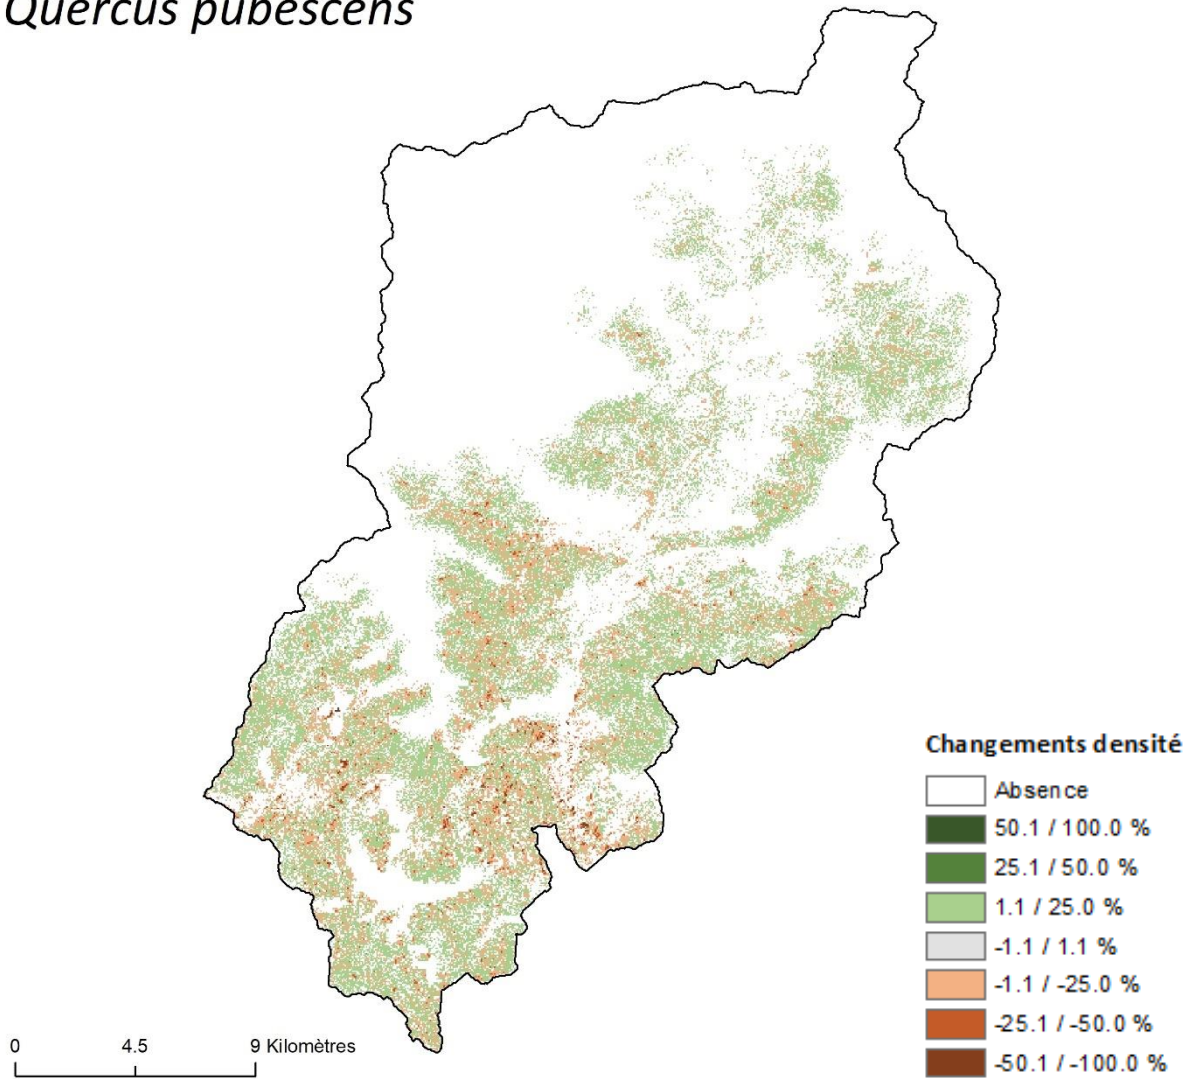 Quercus pubescens
Changements densité
Absence
50.1 / 100.0 %
25.1 / 50.0 %
1.1 / 25.0 %
-1.1 / 1.1 %
-1.1 / -25.0 %
-25.1 / -50.0 %
-50.1 / -100.0 %
0 4.5 9 Kilomètres